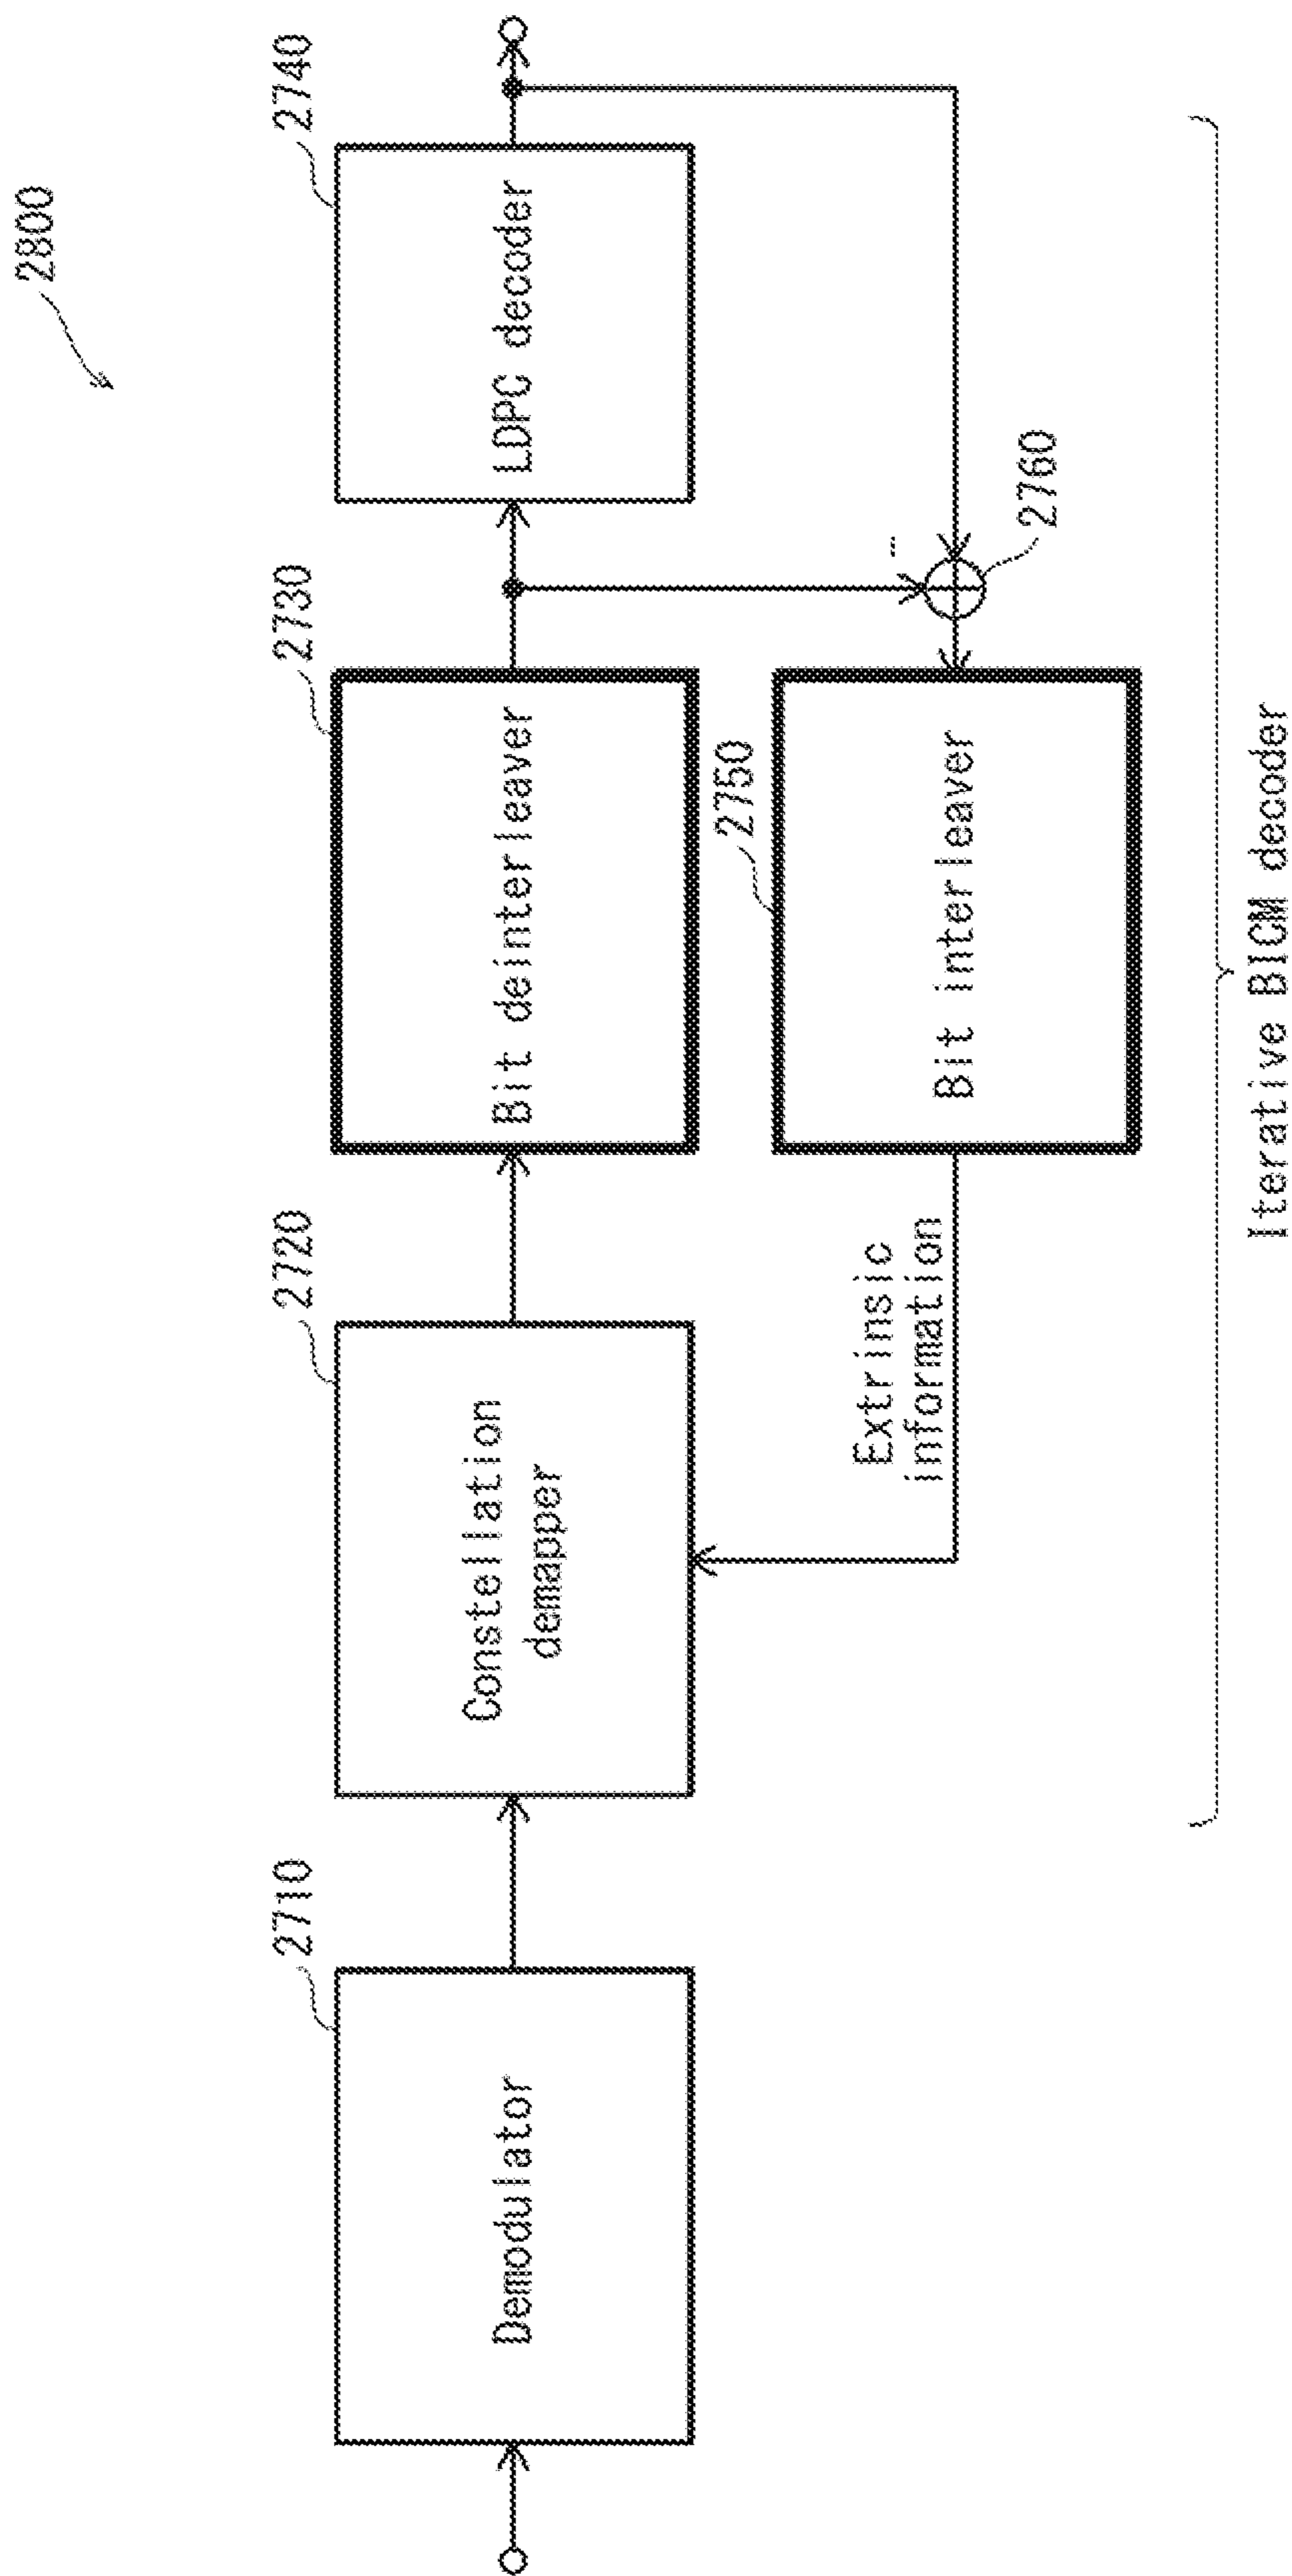 2800
2710
Demodulator
2720
Constellation
demapper
2730
Bit deinterleaver
2740
LDPC decoder
2750
Bit interleaver
-
2760
Extrinsic
information
Iterative BICM decoder